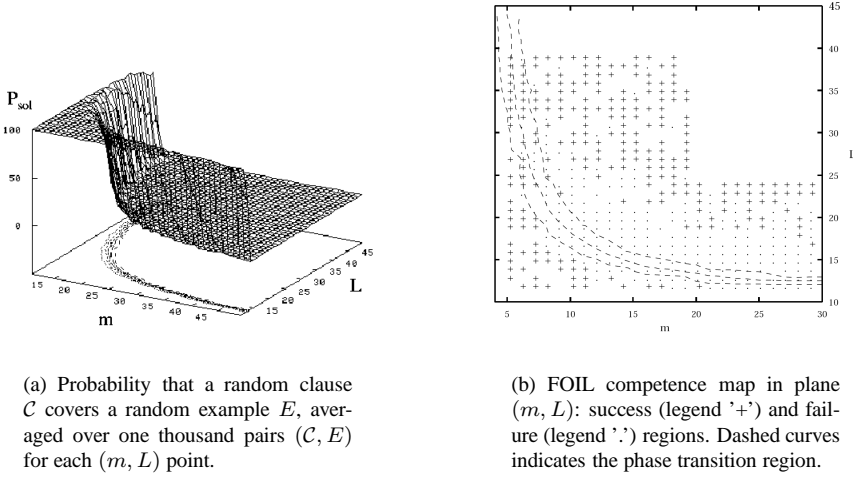 P_sol
100
50
0
15
20
25
30
35
40
45
m
15
20
25
30
35
40
45
L
45
40
35
30
25
20
15
10
L
5
10
15
20
25
30
m
(a) Probability that a random clause
C covers a random example E, aver-
aged over one thousand pairs (C, E)
for each (m, L) point.
(b) FOIL competence map in plane
(m, L): success (legend '+') and fail-
ure (legend '.') regions. Dashed curves
indicates the phase transition region.